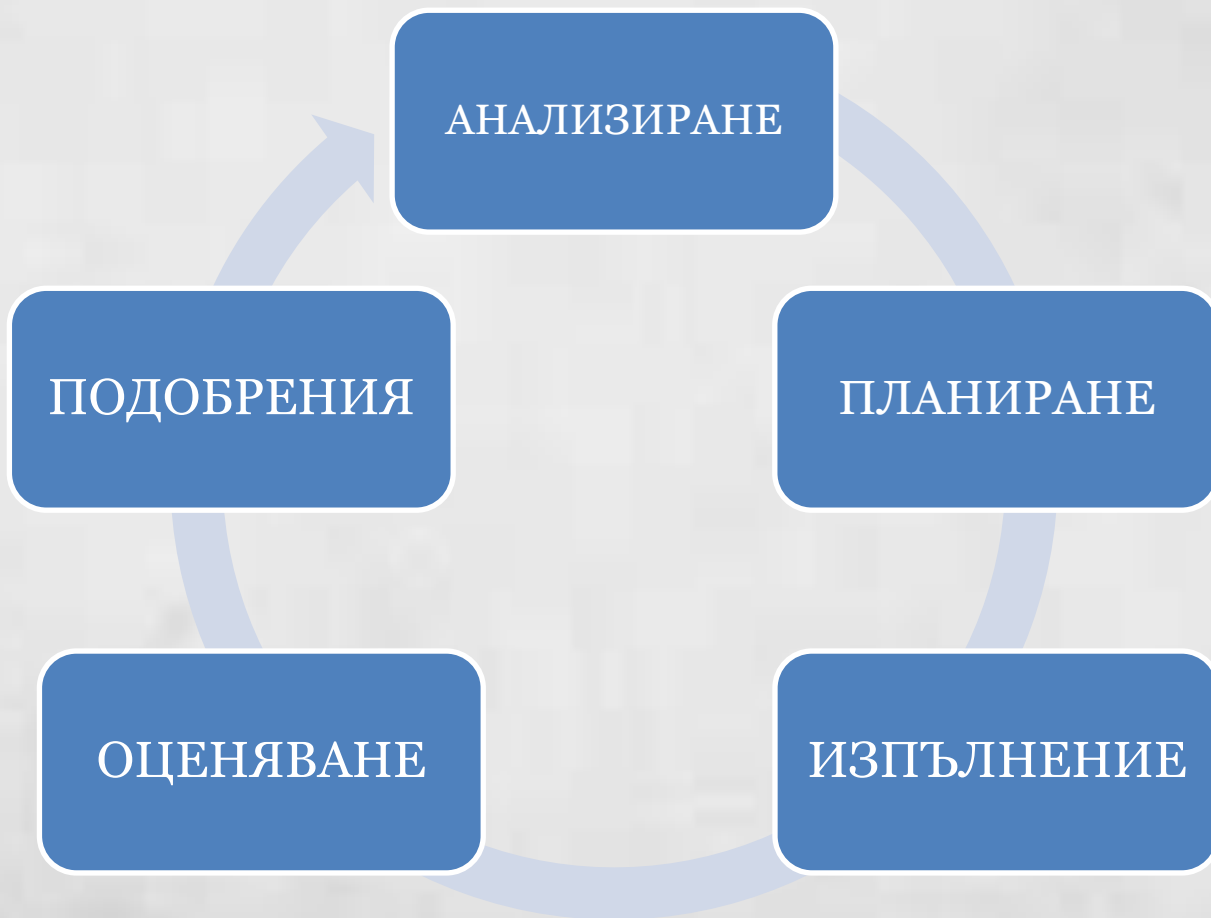 АНАЛИЗИРАНЕ
ПЛАНИРАНЕ
ИЗПЪЛНЕНИЕ
ОЦЕНЯВАНЕ
ПОДОБРЕНИЯ